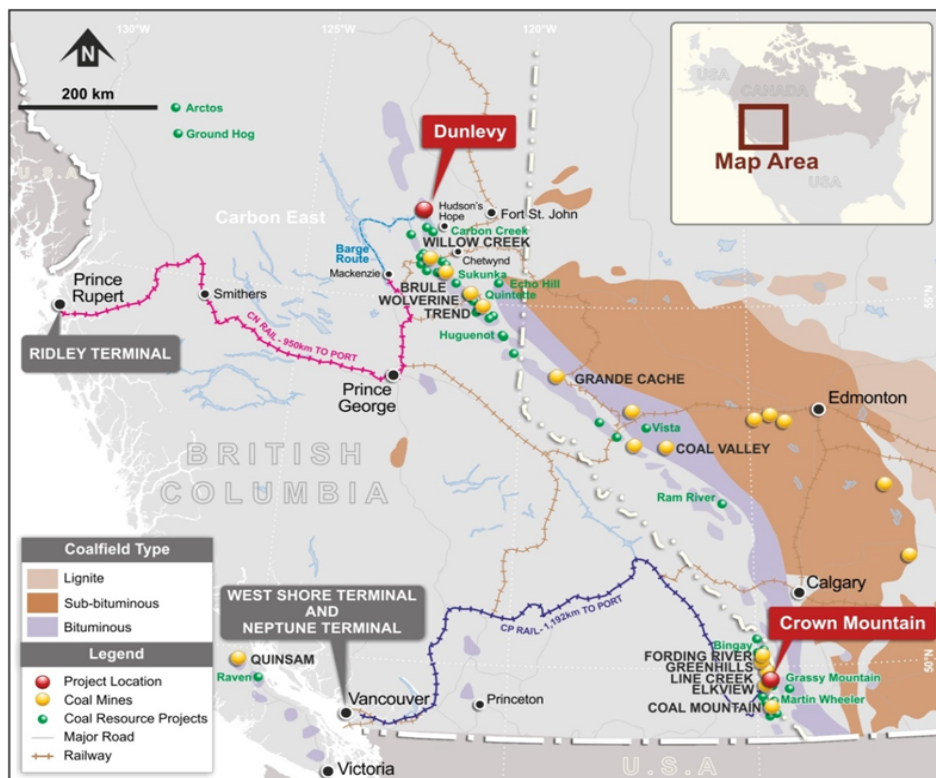 130°W
125°W
120°W
N
200 km
Arctos
Ground Hog
U.S.A
USA
CANADA
USA
Map Area
Dunlevy
Hudson's
Hope
Fort St. John
Carbon East
Carbon Creek
WILLOW CREEK
Barge
Route
Chetwynd
Mackenzie
Sukunka
Prince
Rupert
Smithers
BRULE
Echo Hill
WOLVERINE
Quintette
TREND
55°N
Huguenot
RIDLEY TERMINAL
CN RAIL - 950km TO PORT
Prince
George
GRANDE CACHE
Edmonton
Vista
COAL VALLEY
BRITISH
COLUMBIA
Ram River
Coalfield Type
Lignite
Sub-bituminous
Bituminous
Legend
Project Location
Coal Mines
Coal Resource Projects
Major Road
Railway
WEST SHORE TERMINAL
AND
NEPTUNE TERMINAL
CP RAIL - 1,192km TO PORT
Calgary
Crown Mountain
Bingay
FORDING RIVER
GREENHILLS
LINE CREEK
ELKVIEW
COAL MOUNTAIN
Grassy Mountain
Martin Wheeler
50°N
QUINSAM
Raven
Vancouver
Princeton
Victoria
U.S.A